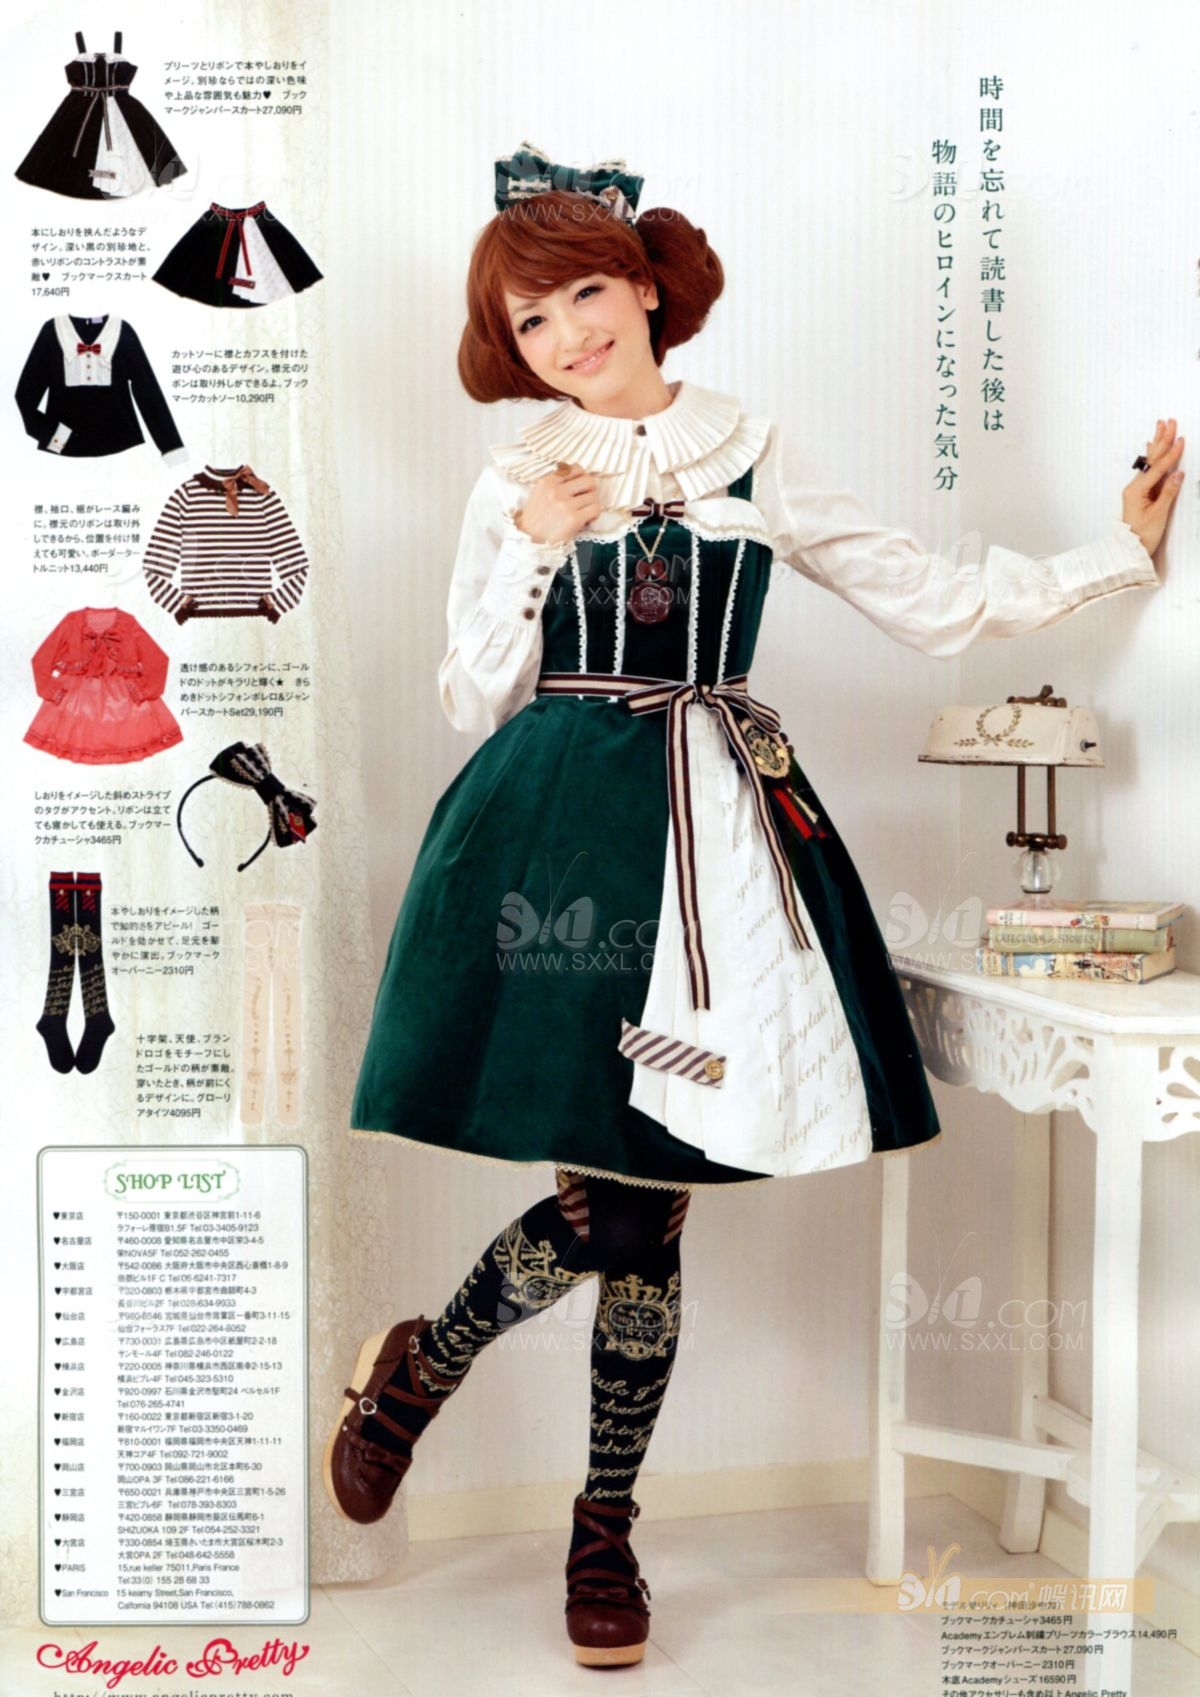 プリーツとリボンで本やしおりをイ
メージ。別珍ならではの深い色味
や上品な雰囲気も魅力♥ ブック
マークジャンパースカート27,090円
本にしおりを挟んだようなデ
ザイン。深い黒の別珍地と、
赤いリボンのコントラストが素
敵♥ ブックマークスカート
17,640円
カットソーに襟とカフスを付けた
遊び心のあるデザイン。襟元のリ
ボンは取り外しができるよ。ブック
マークカットソー10,290円
襟、袖口、裾がレース編み
に。襟元のリボンは取り外
しできるから、位置を付け替
えても可愛い。ボーダータート
ルニット13,440円
透け感のあるシフォンに、ゴール
ドのドットがキラリと輝く★ きら
めきドットシフォンボレロ&ジャン
パースカートSet29,190円
しおりをイメージした斜めストライプ
のタグがアクセント。リボンは立て
ても寝かしても使える。ブックマー
クカチューシャ3465円
本やしおりをイメージした柄
で知的さをアピール! ゴー
ルドを効かせて、足元を華
やかに演出。ブックマーク
オーバーニー2310円
十字架、天使、ブラン
ドロゴをモチーフにし
たゴールドの柄が素敵。
穿いたとき、柄が前にく
るデザインに。グローリ
アタイツ4095円
時間を忘れて読書した後は
物語のヒロインになった気分
SHOP LIST
♥東京店 〒150-0001 東京都渋谷区神宮前1-11-6
ラフォーレ原宿B1.5F Tel:03-3405-9123
♥名古屋店 〒460-0008 愛知県名古屋市中区栄3-4-5
栄NOVA5F Tel:052-262-0455
♥大阪店 〒542-0086 大阪府大阪市中央区西心斎橋1-8-9
Tel:06-6241-7317
♥宇都宮店 〒320-0803 栃木県宇都宮市曲師町4-3
長谷川ビル2F Tel:028-634-9933
♥仙台店 〒980-8546 宮城県仙台市青葉区一番町3-11-15
仙台フォーラス7F Tel:022-264-8052
♥広島店 〒730-0031 広島県広島市中区紙屋町2-2-18
サンモール4F Tel:082-246-0122
♥横浜店 〒220-0005 神奈川県横浜市西区南幸2-15-13
横浜ビブレ4F Tel:045-323-5310
♥金沢店 〒920-0997 石川県金沢市竪町24 ベルセル1F
Tel:076-265-4741
♥新宿店 〒160-0022 東京都新宿区新宿3-1-20
新宿マルイワン7F Tel:03-3350-0469
♥福岡店 〒810-0001 福岡県福岡市中央区天神1-11-11
天神コア4F Tel:092-721-9002
♥岡山店 〒700-0903 岡山県岡山市北区本町6-30
岡山OPA 3F Tel:086-221-6166
♥三宮店 〒650-0021 兵庫県神戸市中央区三宮町1-5-26
三宮ビブレ6F Tel:078-393-8303
♥静岡店 〒420-0858 静岡県静岡市葵区伝馬町6-1
SHIZUOKA 109 2F Tel:054-252-3321
♥大宮店 〒330-0854 埼玉県さいたま市大宮区桜木町2-3
大宮OPA 2F Tel:048-642-5558
♥PARIS 15,rue keller 75011,Paris France
Tel:33(0) 155 28 68 33
♥San Francisco 15 kearny Street,San Francisco,
Calfornia 94108 USA Tel:(415)788-0862
Angelic Pretty
http://www.angelicpretty.com
CATECHISM STORIES
ブックマークカチューシャ3465円
Academyエンブレム刺繍プリーツカラーブラウス14,490円
ブックマークジャンパースカート27,090円
ブックマークオーバーニー2310円
木底Academyシューズ16590円
その他アクセサリーも含め以上Angelic Pretty
SXXL.COM
WWW.SXXL.COM
蝶讯网